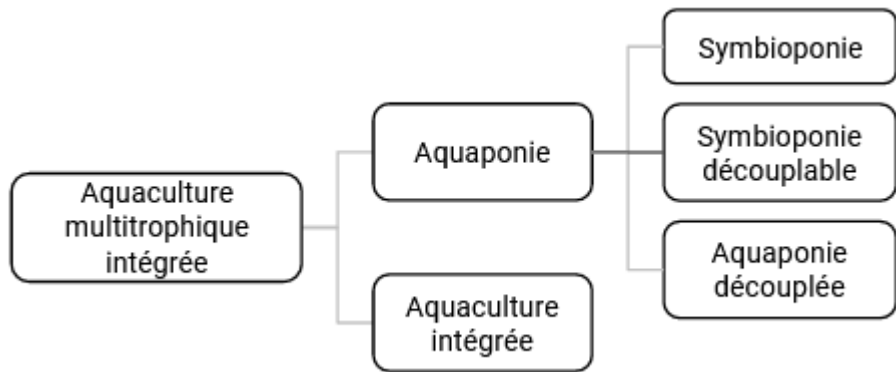 Aquaculture
multitrophique
intégrée
Aquaponie
Aquaculture
intégrée
Symbioponie
Symbioponie
découplable
Aquaponie
découplée